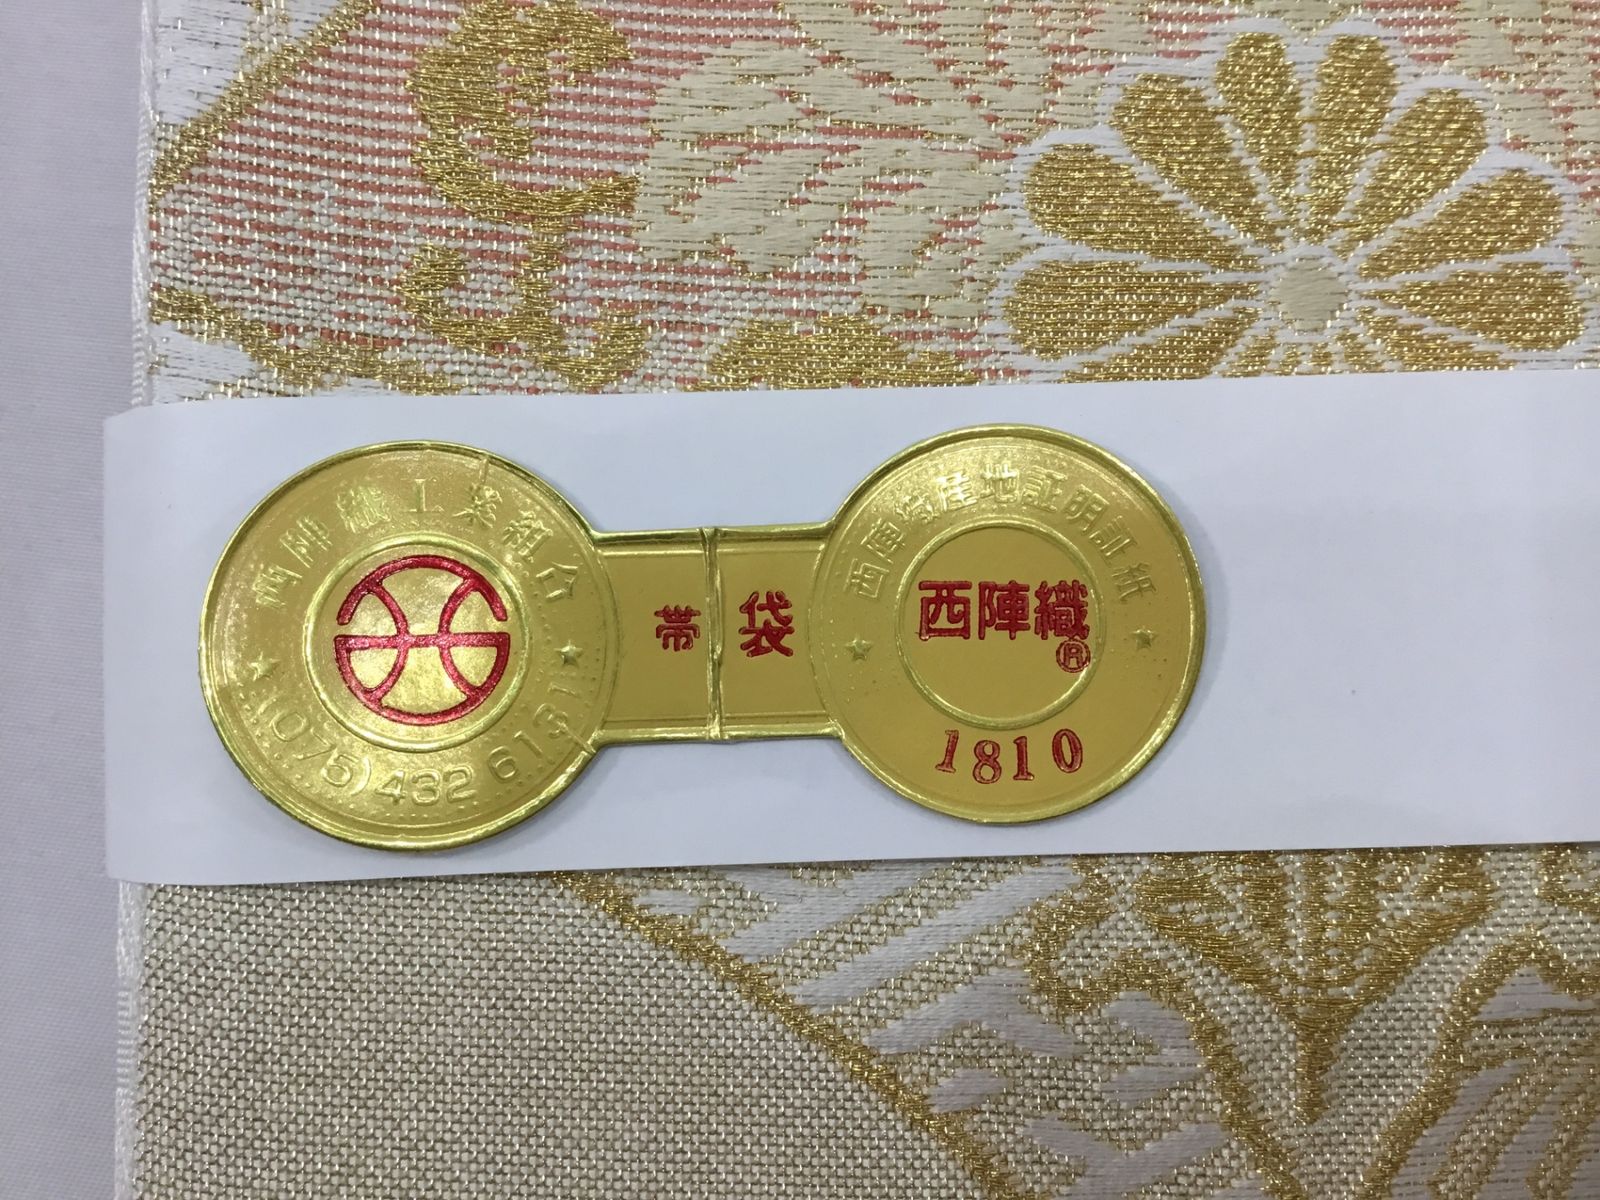 西陣織工業組合
(075)432 6131
帯 袋
西陣織産地証明証紙
西陣織®
1810